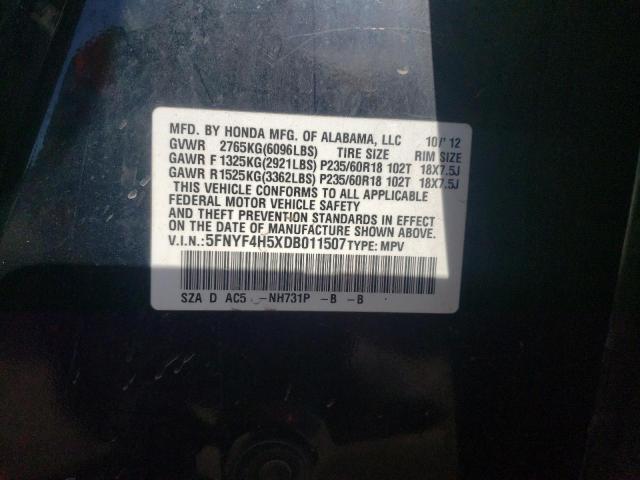 MFD. BY HONDA MFG. OF ALABAMA, LLC 10/'12
GVWR 2765KG(6096LBS) TIRE SIZE RIM SIZE
GAWR F 1325KG(2921LBS) P235/60R18 102T 18X7.5J
GAWR R1525KG(3362LBS) P235/60R18 102T 18X7.5J
THIS VEHICLE CONFORMS TO ALL APPLICABLE
FEDERAL MOTOR VEHICLE SAFETY
AND THEFT PREVENTION STANDARDS IN EFFECT
ON THE DATE OF MANUFACTURE SHOWN ABOVE.
V.I.N.:5FNYF4H5XDB011507 TYPE: MPV
SZA D AC5 -NH731P -B -B